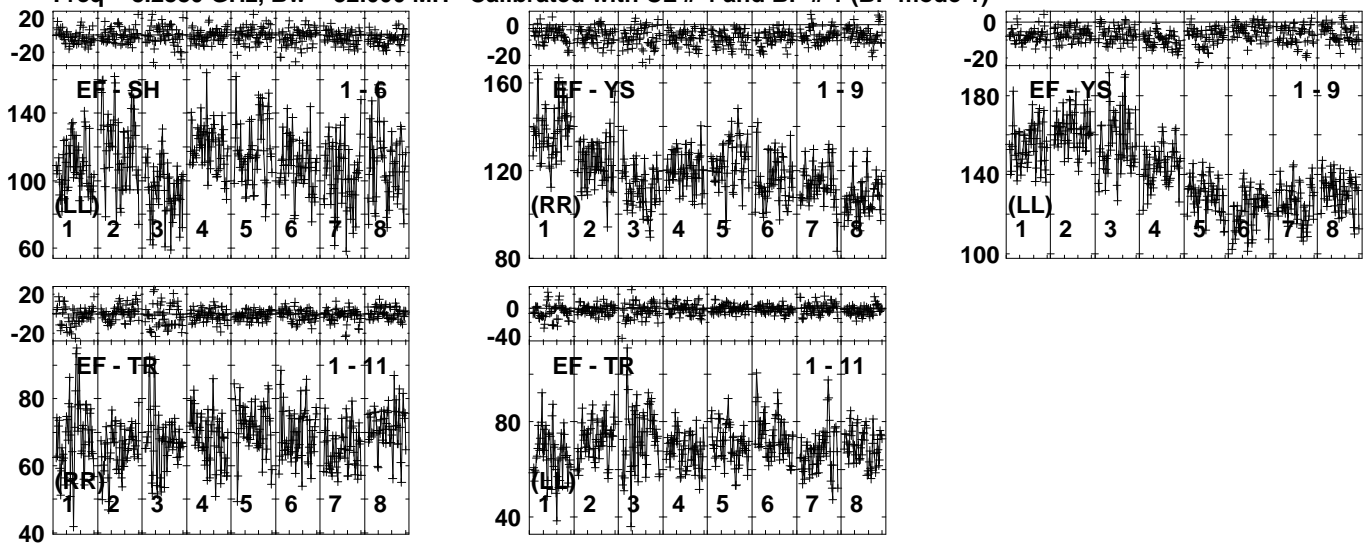 Freq = GHz, Bw = Calibrated with CL # and BP # (BP mode 1)
20
-20
EF - SH 1 - 6
140
100
60
(LL)
1 2 3 4 5 6 7 8
0
-20
EF - YS 1 - 9
160
120
80
(RR)
1 2 3 4 5 6 7 8
0
-20
EF - YS 1 - 9
180
140
100
(LL)
1 2 3 4 5 6 7 8
20
-20
EF - TR 1 - 11
80
60
40
(RR)
1 2 3 4 5 6 7 8
0
-40
EF - TR 1 - 11
80
40
(LL)
1 2 3 4 5 6 7 8